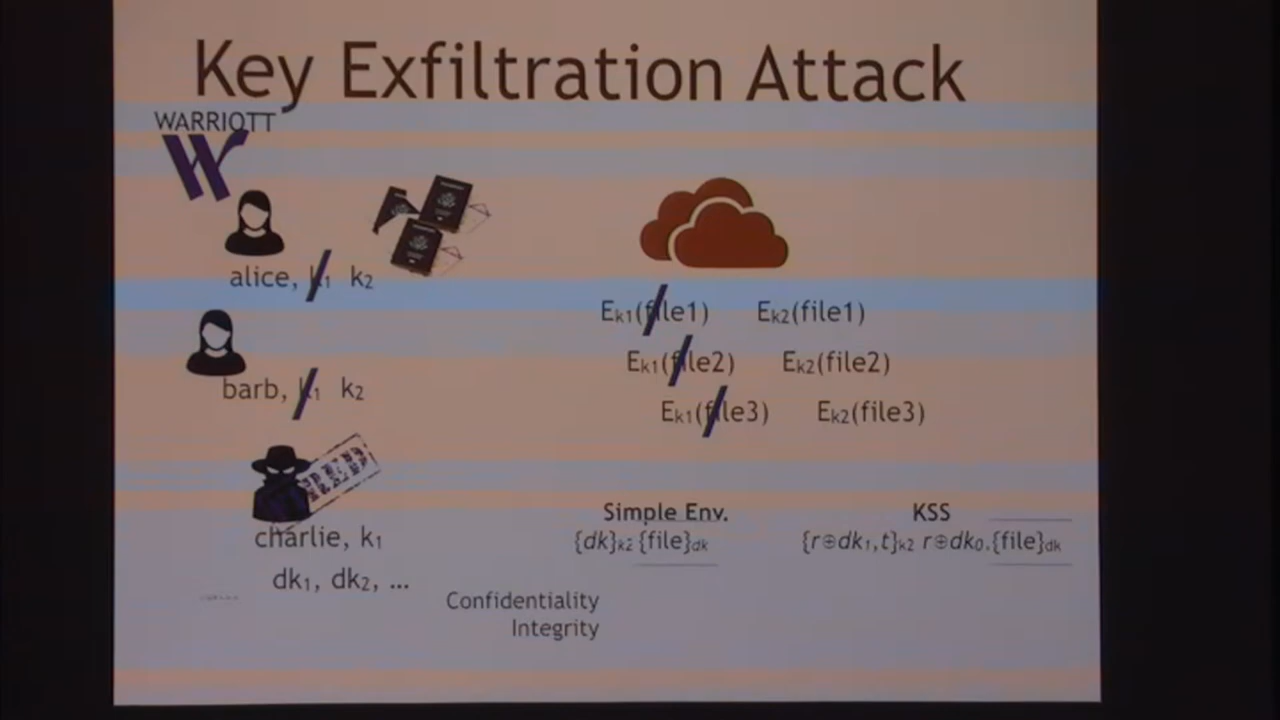 Key Exfiltration Attack
WARRIOTT
W
alice, k₁ k₂
barb, k₁ k₂
charlie, k₁
dk₁, dk₂, ...
Eₖ₁(file1) Eₖ₂(file1)
Eₖ₁(file2) Eₖ₂(file2)
Eₖ₁(file3) Eₖ₂(file3)
Simple Env.
{dk}ₖ₂ {file}dk
KSS
{r⊕dk₁,t}ₖ₂ r⊕dk₀,{file}dk
Confidentiality
Integrity